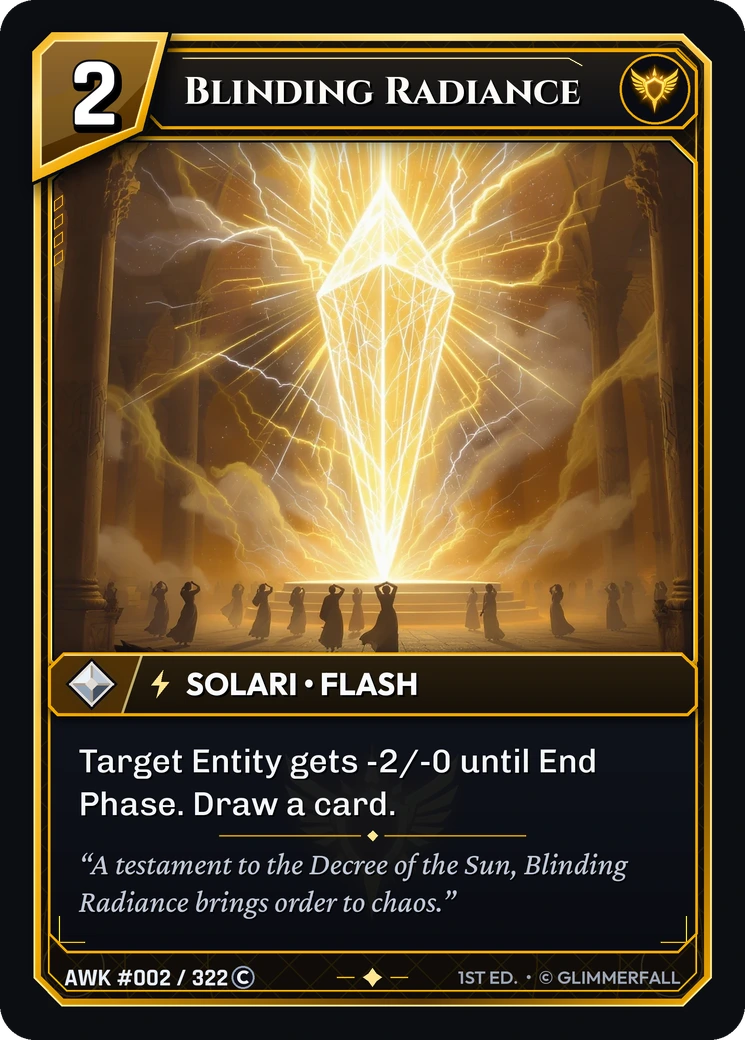 2
BLINDING RADIANCE
SOLARI • FLASH
Target Entity gets -2/-0 until End
Phase. Draw a card.
“A testament to the Decree of the Sun, Blinding
Radiance brings order to chaos.”
AWK #002 / 322 Ⓒ
1ST ED. • © GLIMMERFALL